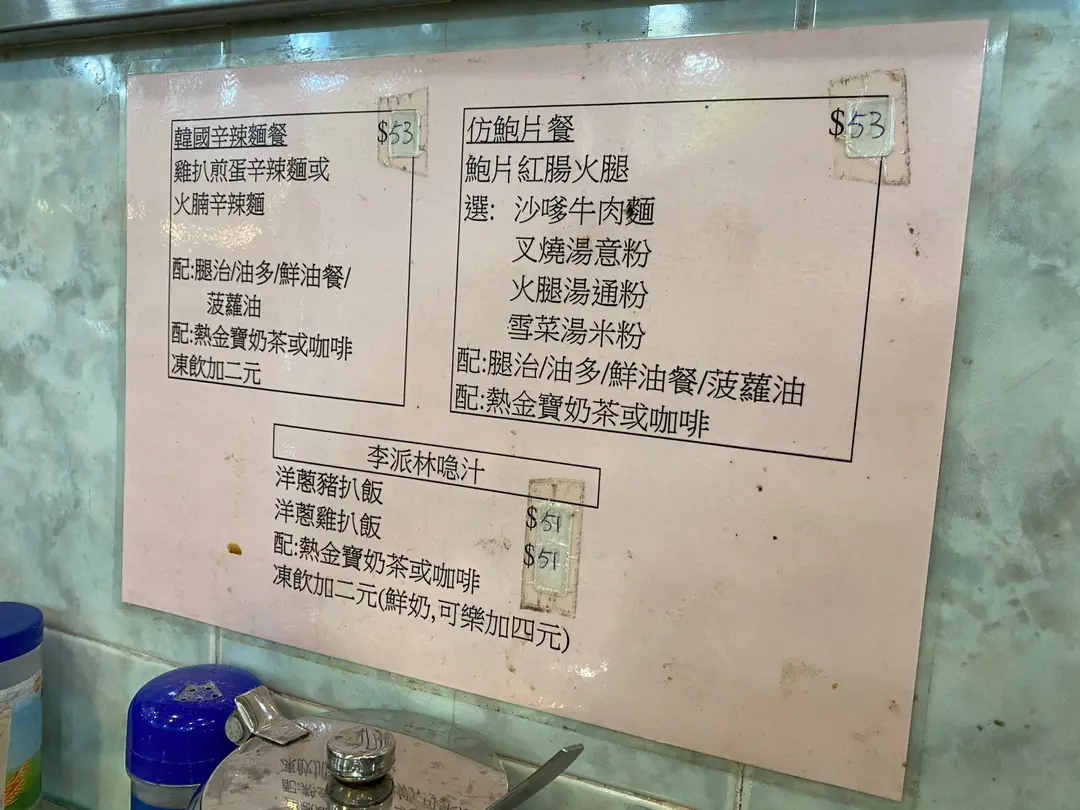 韓國辛辣麵餐 $53
雞扒煎蛋辛辣麵或
火腩辛辣麵
配:腿治/油多/鮮油餐/
菠蘿油
配:熱金寶奶茶或咖啡
凍飲加二元
仿鮑片餐 $53
鮑片紅腸火腿
選: 沙嗲牛肉麵
叉燒湯意粉
火腿湯通粉
雪菜湯米粉
配:腿治/油多/鮮油餐/菠蘿油
配:熱金寶奶茶或咖啡
李派林喼汁
洋蔥豬扒飯 $51
洋蔥雞扒飯 $51
配:熱金寶奶茶或咖啡
凍飲加二元(鮮奶,可樂加四元)